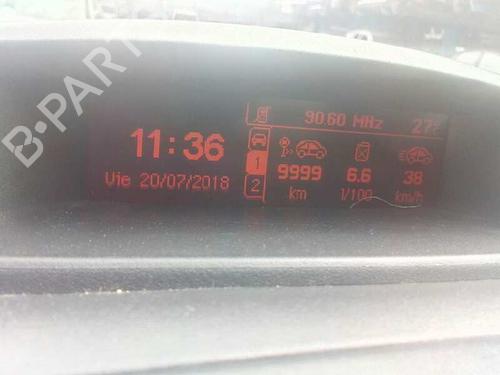 B-PARTS
90.60 MHz 27°
11:36
Vie 20/07/2018
1
2
9999 6.6 38
km l/100 km/h